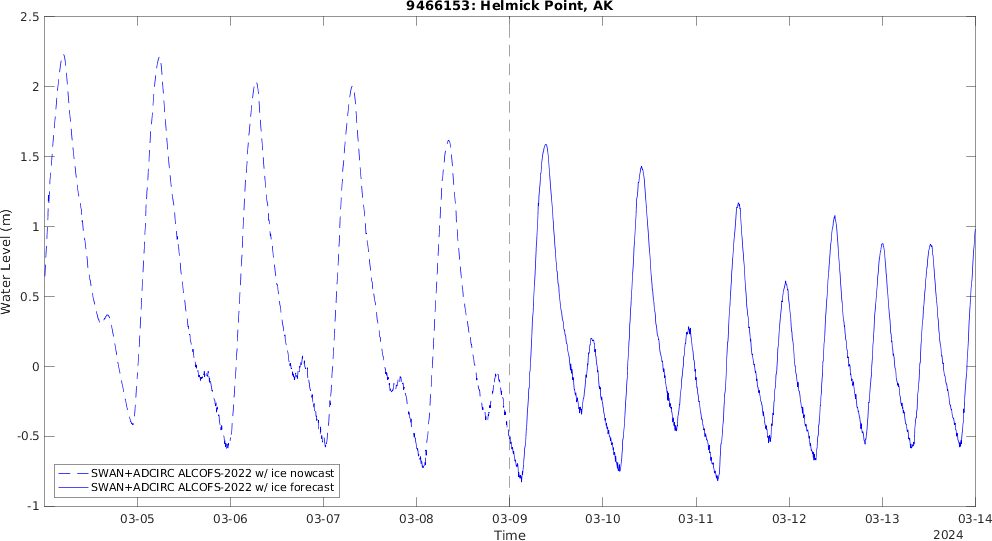 9466153: Helmick Point, AK
2.5
2
1.5
1
0.5
0
-0.5
-1
Water Level (m)
SWAN+ADCIRC ALCOFS-2022 w/ ice nowcast
SWAN+ADCIRC ALCOFS-2022 w/ ice forecast
03-05 03-06 03-07 03-08 03-09 03-10 03-11 03-12 03-13 03-14
Time
2024